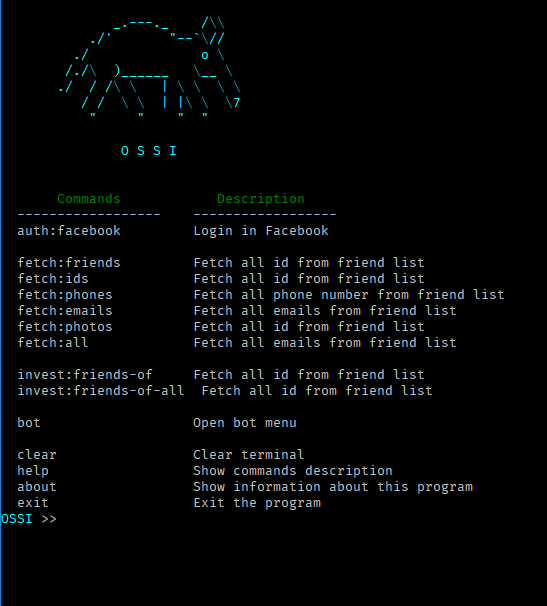 O S S I
Commands Description
------------------ ------------------
auth:facebook Login in Facebook
fetch:friends Fetch all id from friend list
fetch:ids Fetch all id from friend list
fetch:phones Fetch all phone number from friend list
fetch:emails Fetch all emails from friend list
fetch:photos Fetch all id from friend list
fetch:all Fetch all emails from friend list
invest:friends-of Fetch all id from friend list
invest:friends-of-all Fetch all id from friend list
bot Open bot menu
clear Clear terminal
help Show commands description
about Show information about this program
exit Exit the program
OSSI >>